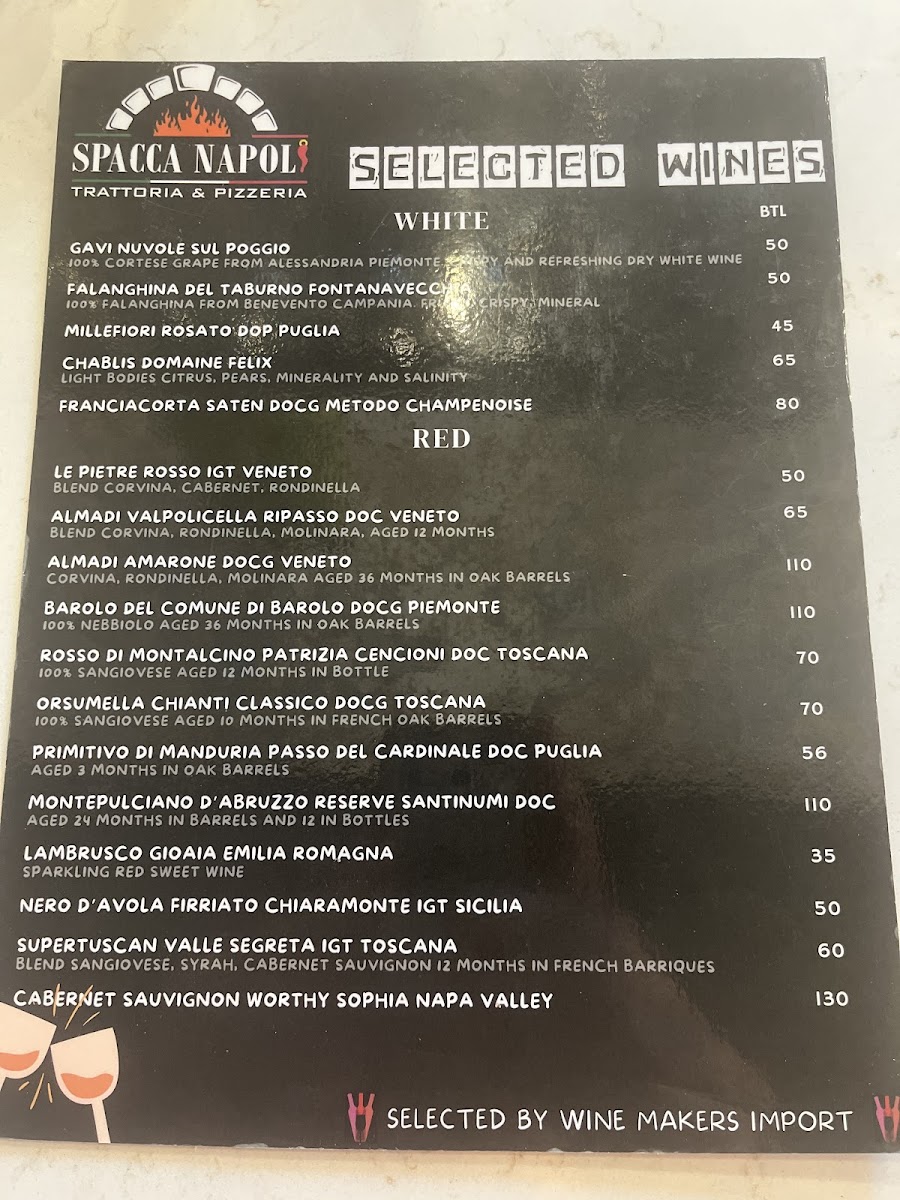 SPACCA NAPOLI
TRATTORIA & PIZZERIA
SELECTED WINES
WHITE
BTL
GAVI NUVOLE SUL POGGIO 50
100% CORTESE GRAPE FROM ALESSANDRIA PIEMONTE AND REFRESHING DRY WHITE WINE
FALANGHINA DEL TABURNO FONTANAVECCHIA 50
100% FALANGHINA FROM BENEVENTO CAMPANIA. CRISPY, MINERAL
MILLEFIORI ROSATO DOP PUGLIA 45
CHABLIS DOMAINE FELIX 65
LIGHT BODIES CITRUS, PEARS, MINERALITY AND SALINITY
FRANCIACORTA SATEN DOCG METODO CHAMPENOISE 80
RED
LE PIETRE ROSSO IGT VENETO 50
BLEND CORVINA, CABERNET, RONDINELLA
ALMADI VALPOLICELLA RIPASSO DOC VENETO 65
BLEND CORVINA, RONDINELLA, MOLINARA, AGED 12 MONTHS
ALMADI AMARONE DOCG VENETO 110
CORVINA, RONDINELLA, MOLINARA AGED 36 MONTHS IN OAK BARRELS
BAROLO DEL COMUNE DI BAROLO DOCG PIEMONTE 110
100% NEBBIOLO AGED 36 MONTHS IN OAK BARRELS
ROSSO DI MONTALCINO PATRIZIA CENCIONI DOC TOSCANA 70
100% SANGIOVESE AGED 12 MONTHS IN BOTTLE
ORSUMELLA CHIANTI CLASSICO DOCG TOSCANA 70
100% SANGIOVESE AGED 10 MONTHS IN FRENCH OAK BARRELS
PRIMITIVO DI MANDURIA PASSO DEL CARDINALE DOC PUGLIA 56
AGED 3 MONTHS IN OAK BARRELS
MONTEPULCIANO D'ABRUZZO RESERVE SANTINUMI DOC 110
AGED 24 MONTHS IN BARRELS AND 12 IN BOTTLES
LAMBRUSCO GIOAIA EMILIA ROMAGNA 35
SPARKLING RED SWEET WINE
NERO D'AVOLA FIRRIATO CHIARAMONTE IGT SICILIA 50
SUPERTUSCAN VALLE SEGRETA IGT TOSCANA 60
BLEND SANGIOVESE, SYRAH, CABERNET SAUVIGNON 12 MONTHS IN FRENCH BARRIQUES
CABERNET SAUVIGNON WORTHY SOPHIA NAPA VALLEY 130
SELECTED BY WINE MAKERS IMPORT